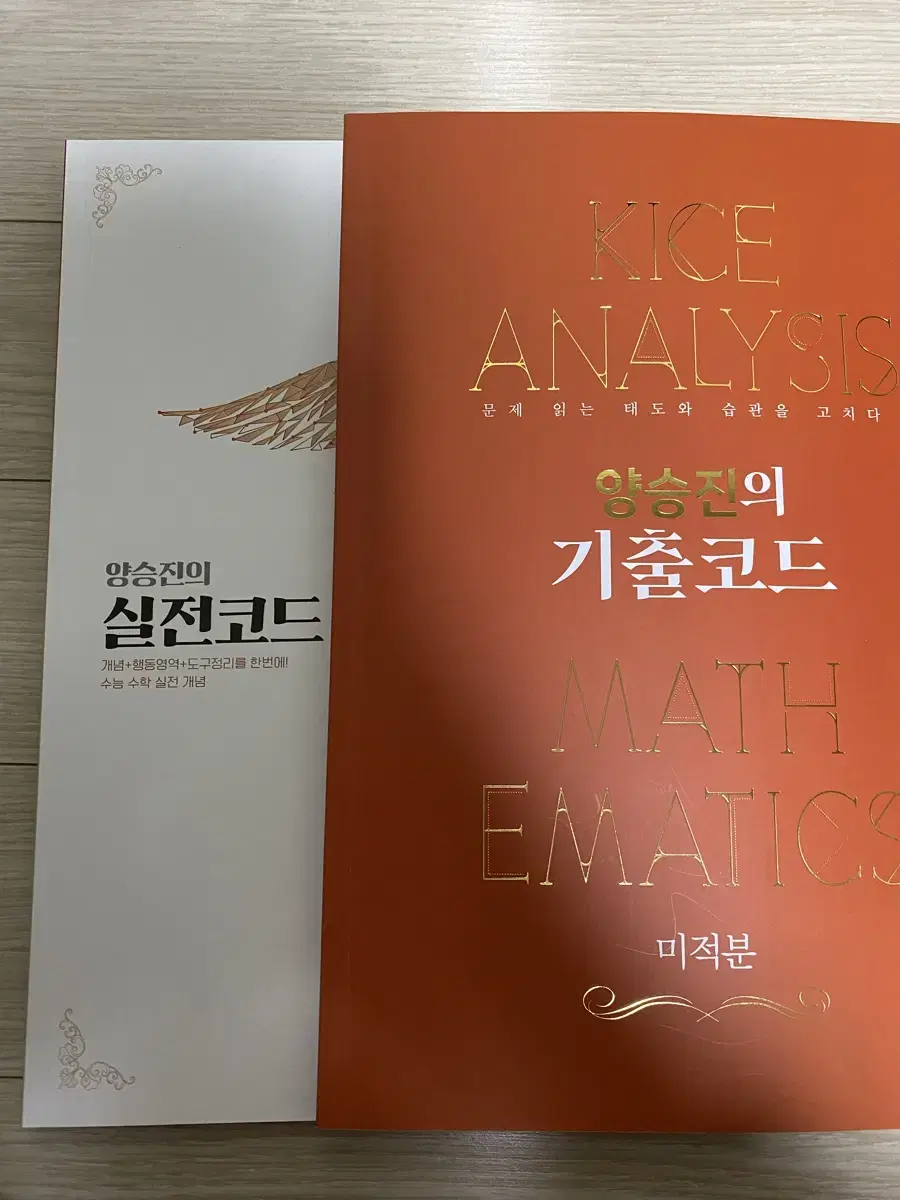 양승진의
실전코드
개념+행동영역+도구정리를 한번에!
수능 수학 실전 개념
KICE
ANALYSIS
문제 읽는 태도와 습관을 고치다
양승진의
기출코드
MATH
EMATICS
미적분